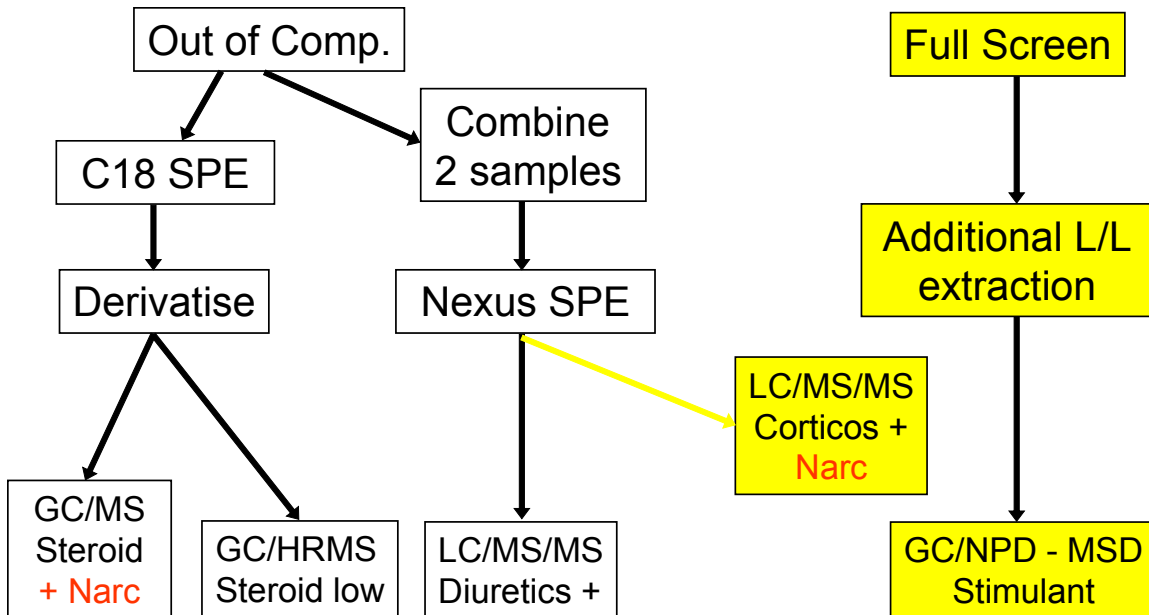 Out of Comp.
Full Screen
C18 SPE
Combine
2 samples
Additional L/L
extraction
Derivatise
Nexus SPE
LC/MS/MS
Corticos +
Narc
GC/MS
Steroid
+ Narc
GC/HRMS
Steroid low
LC/MS/MS
Diuretics +
GC/NPD - MSD
Stimulant